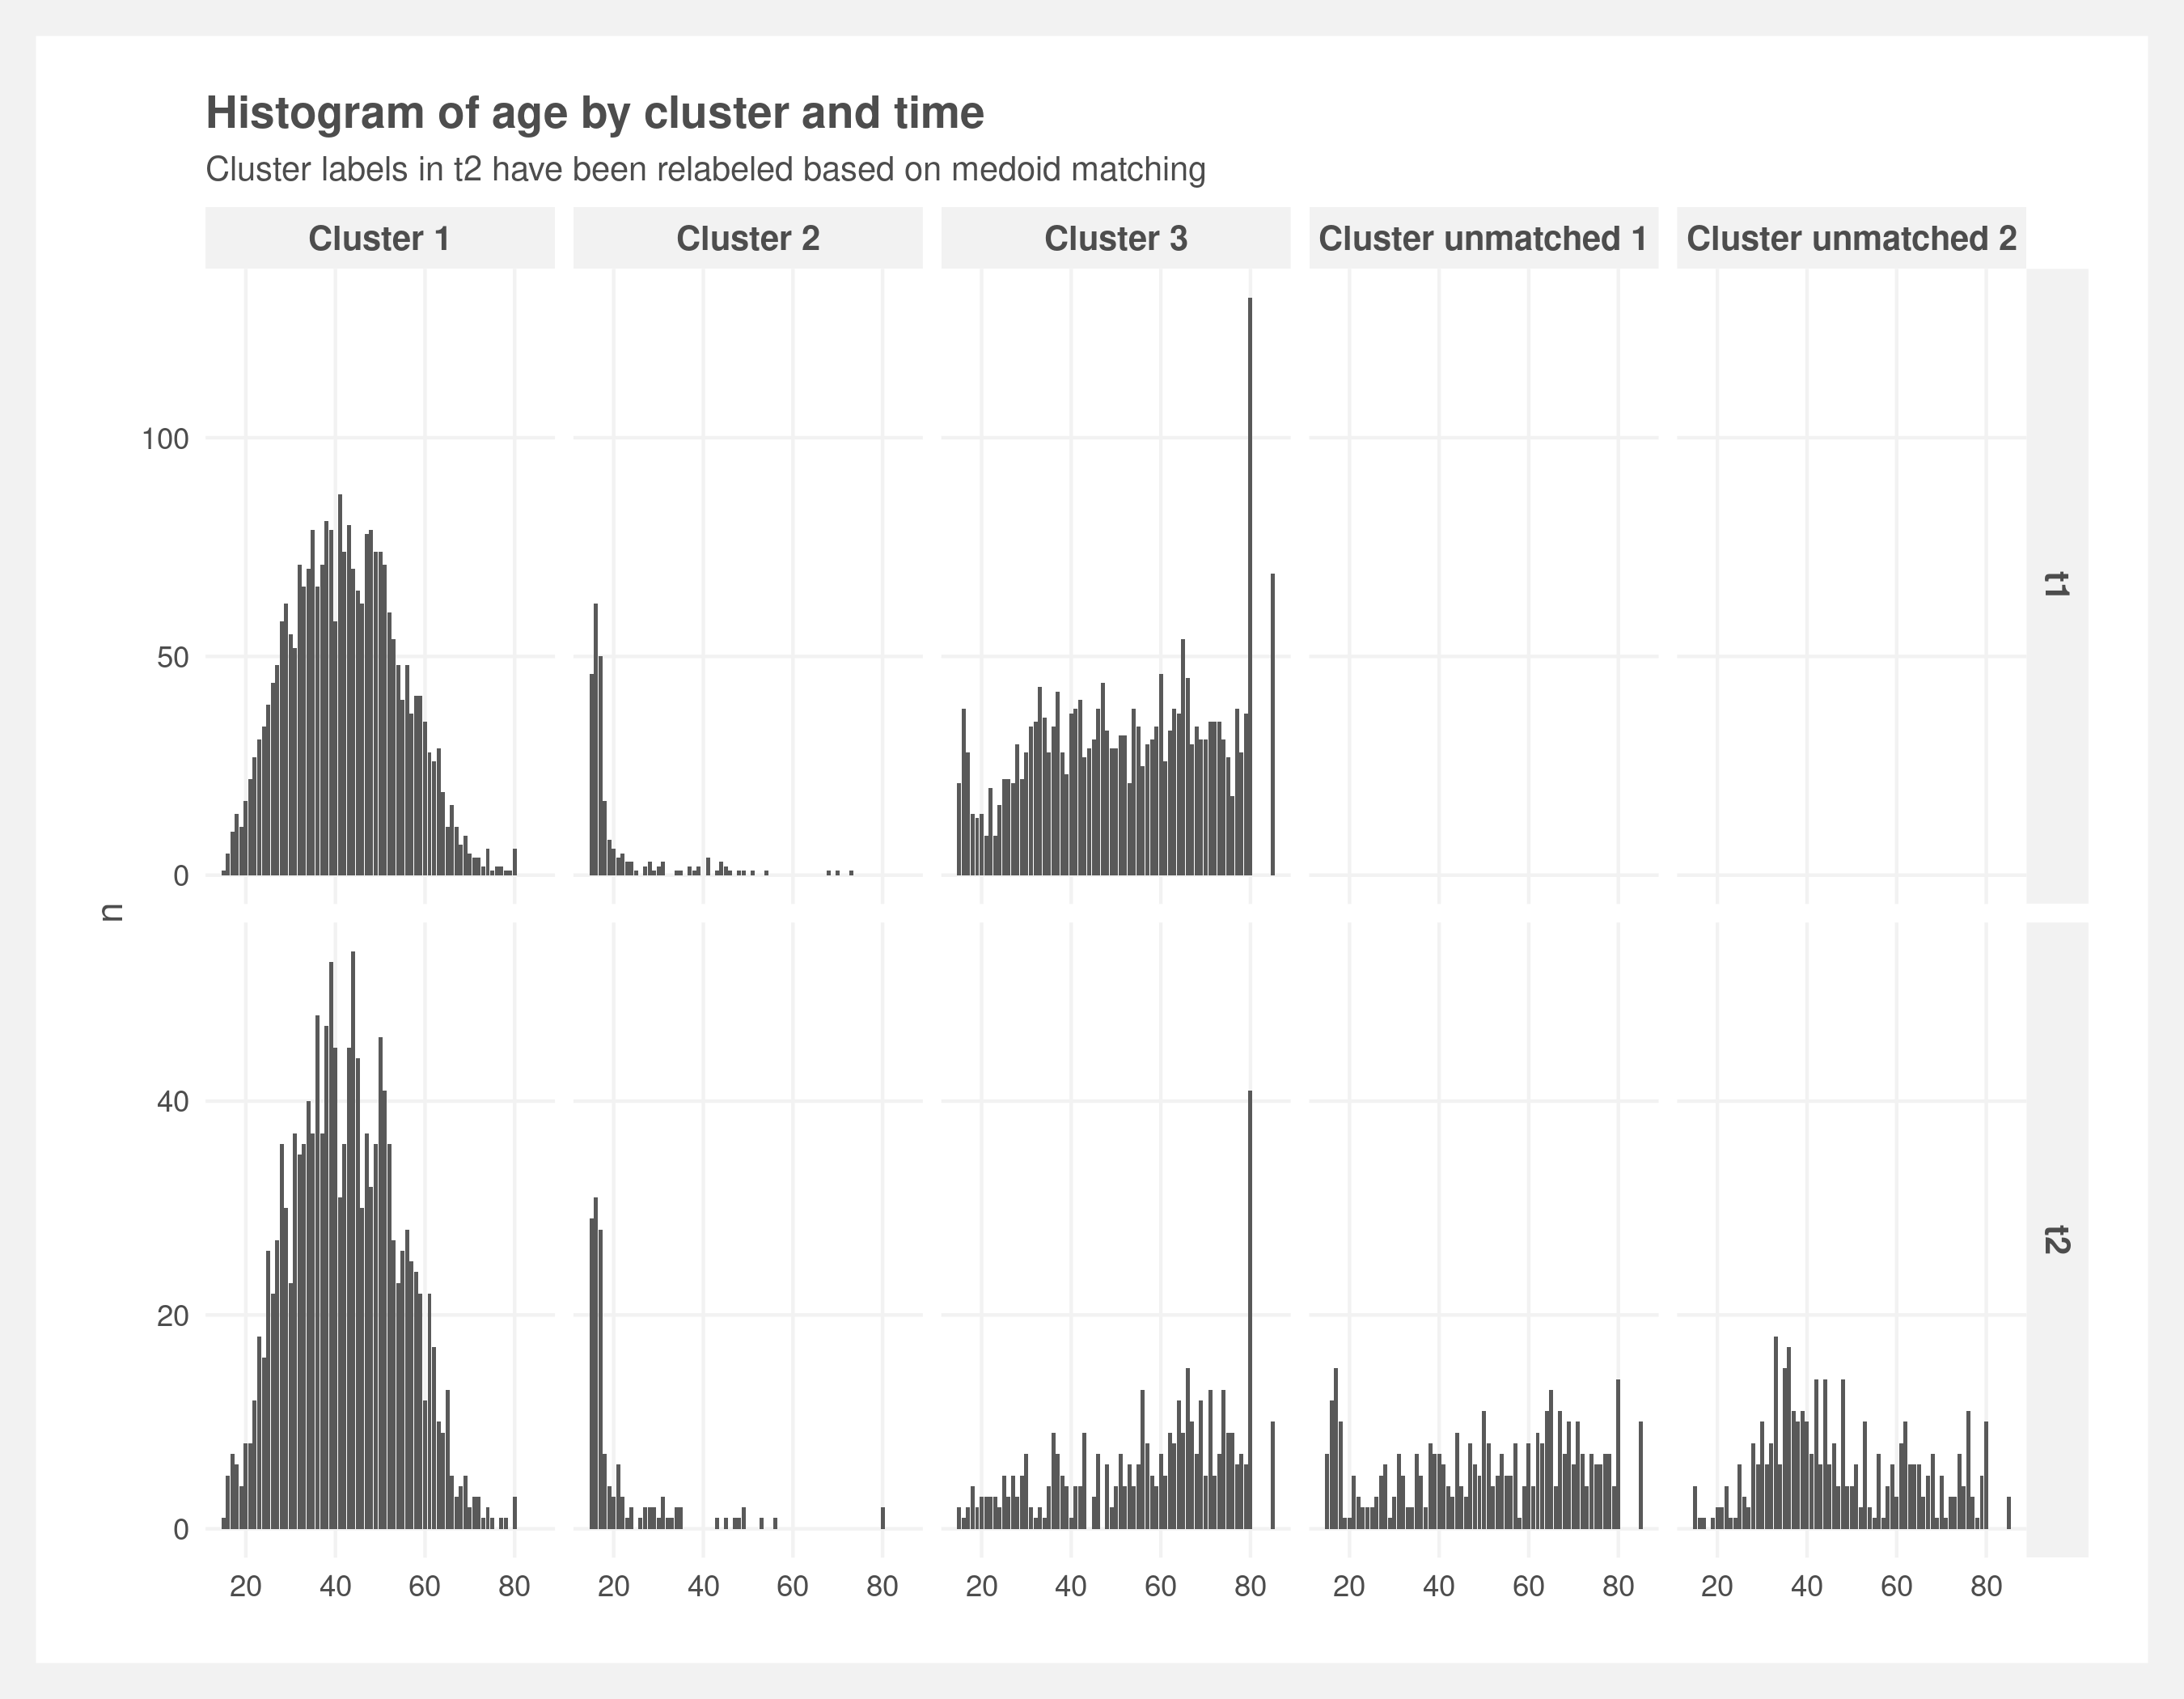 Histogram of age by cluster and time
Cluster labels in t2 have been relabeled based on medoid matching
Cluster 1 Cluster 2 Cluster 3 Cluster unmatched 1 Cluster unmatched 2
100
50
0
t1
n
40
20
0
t2
20 40 60 80 20 40 60 80 20 40 60 80 20 40 60 80 20 40 60 80